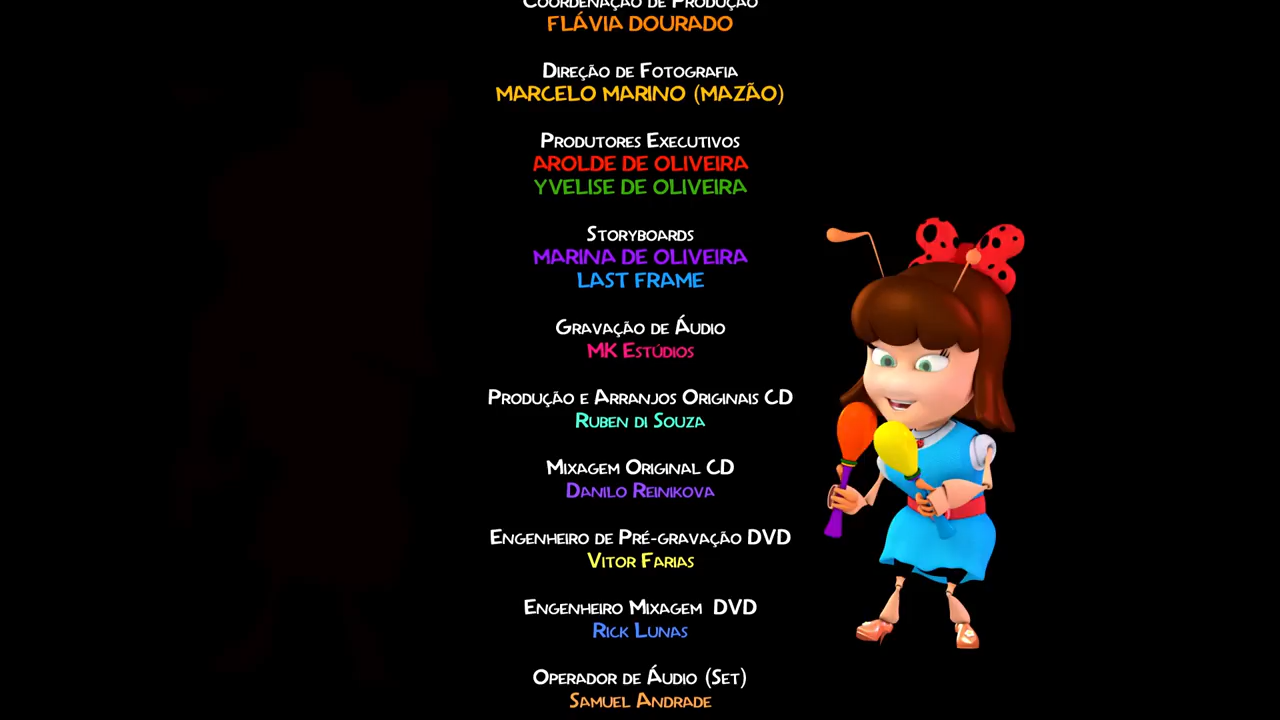 Coordenação de Produção
FLÁVIA DOURADO
Direção de Fotografia
MARCELO MARINO (MAZÃO)
Produtores Executivos
AROLDE DE OLIVEIRA
YVELISE DE OLIVEIRA
Storyboards
MARINA DE OLIVEIRA
LAST FRAME
Gravação de Áudio
MK Estúdios
Produção e Arranjos Originais CD
Ruben di Souza
Mixagem Original CD
Danilo Reinikova
Engenheiro de Pré-gravação DVD
Vitor Farias
Engenheiro Mixagem DVD
Rick Lunas
Operador de Áudio (Set)
Samuel Andrade